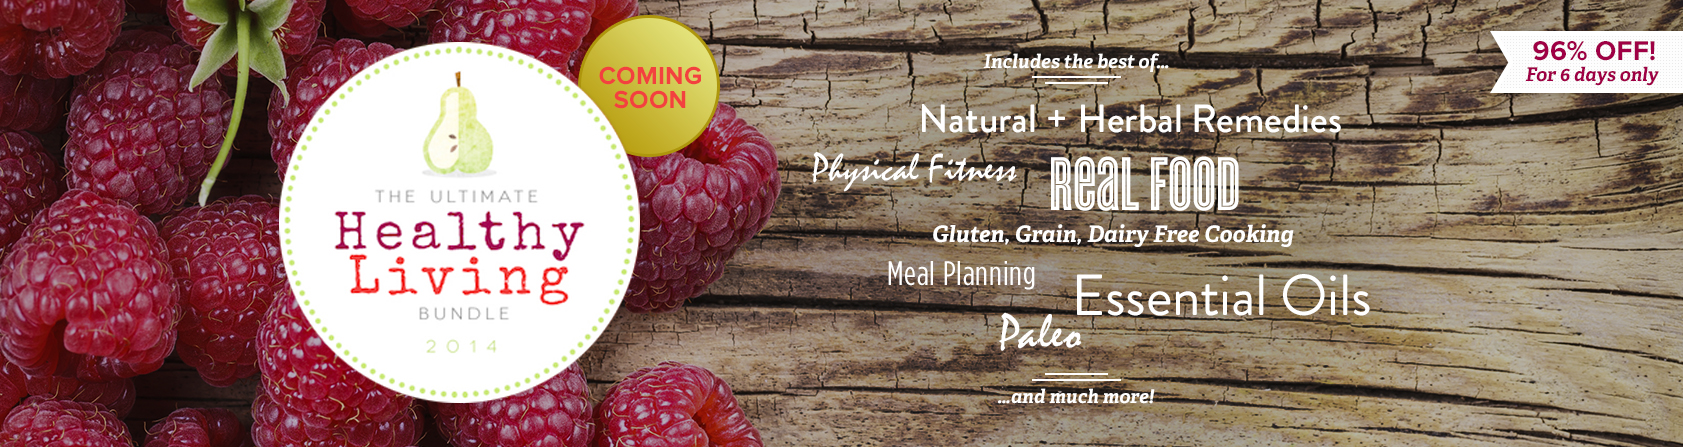 THE ULTIMATE
Healthy
Living
BUNDLE
2014
COMING
SOON
Includes the best of...
Natural + Herbal Remedies
Physical Fitness
Real Food
Gluten, Grain, Dairy Free Cooking
Meal Planning
Essential Oils
Paleo
...and much more!
96% OFF!
For 6 days only